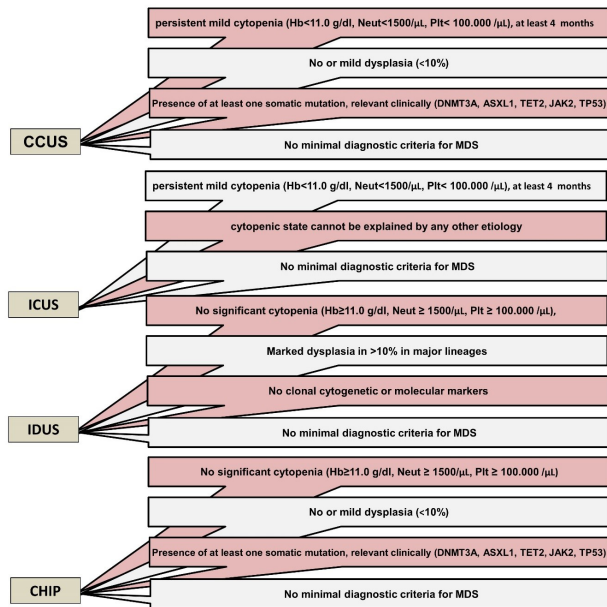 persistent mild cytopenia (Hb<11.0 g/dl, Neut<1500/µL, Plt< 100.000 /µL), at least 4 months
No or mild dysplasia (<10%)
Presence of at least one somatic mutation, relevant clinically (DNMT3A, ASXL1, TET2, JAK2, TP53)
CCUS
No minimal diagnostic criteria for MDS
persistent mild cytopenia (Hb<11.0 g/dl, Neut<1500/µL, Plt< 100.000 /µL), at least 4 months
cytopenic state cannot be explained by any other etiology
No minimal diagnostic criteria for MDS
ICUS
No significant cytopenia (Hb≥11.0 g/dl, Neut ≥ 1500/µL, Plt ≥ 100.000 /µL),
Marked dysplasia in >10% in major lineages
No clonal cytogenetic or molecular markers
IDUS
No minimal diagnostic criteria for MDS
No significant cytopenia (Hb≥11.0 g/dl, Neut ≥ 1500/µL, Plt ≥ 100.000 /µL)
No or mild dysplasia (<10%)
Presence of at least one somatic mutation, relevant clinically (DNMT3A, ASXL1, TET2, JAK2, TP53)
CHIP
No minimal diagnostic criteria for MDS